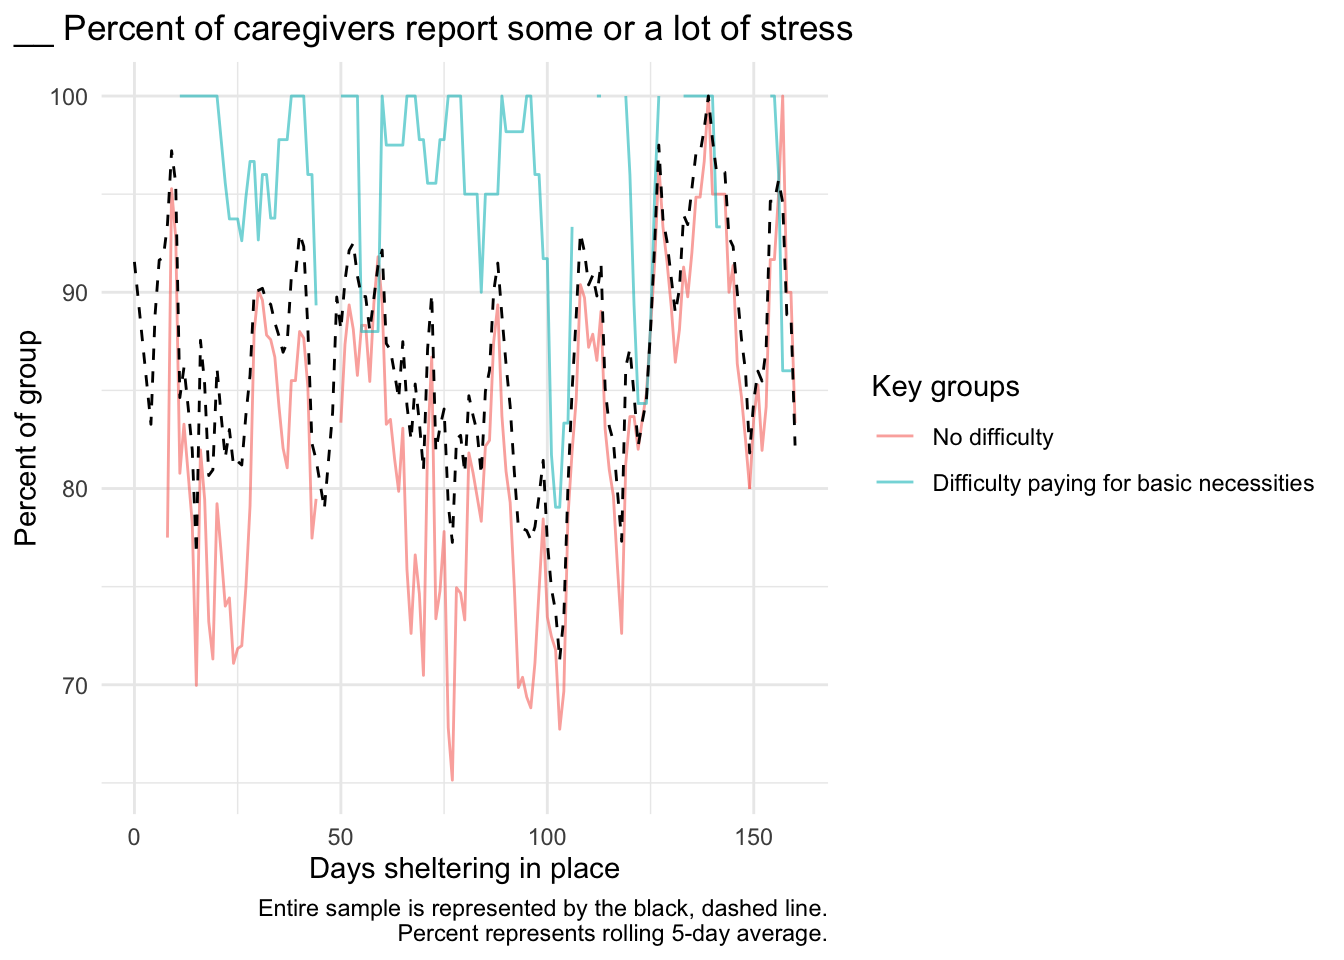 __ Percent of caregivers report some or a lot of stress
100
90
80
70
Percent of group
0
50
100
150
Days sheltering in place
Key groups
No difficulty
Difficulty paying for basic necessities
Entire sample is represented by the black, dashed line.
Percent represents rolling 5-day average.